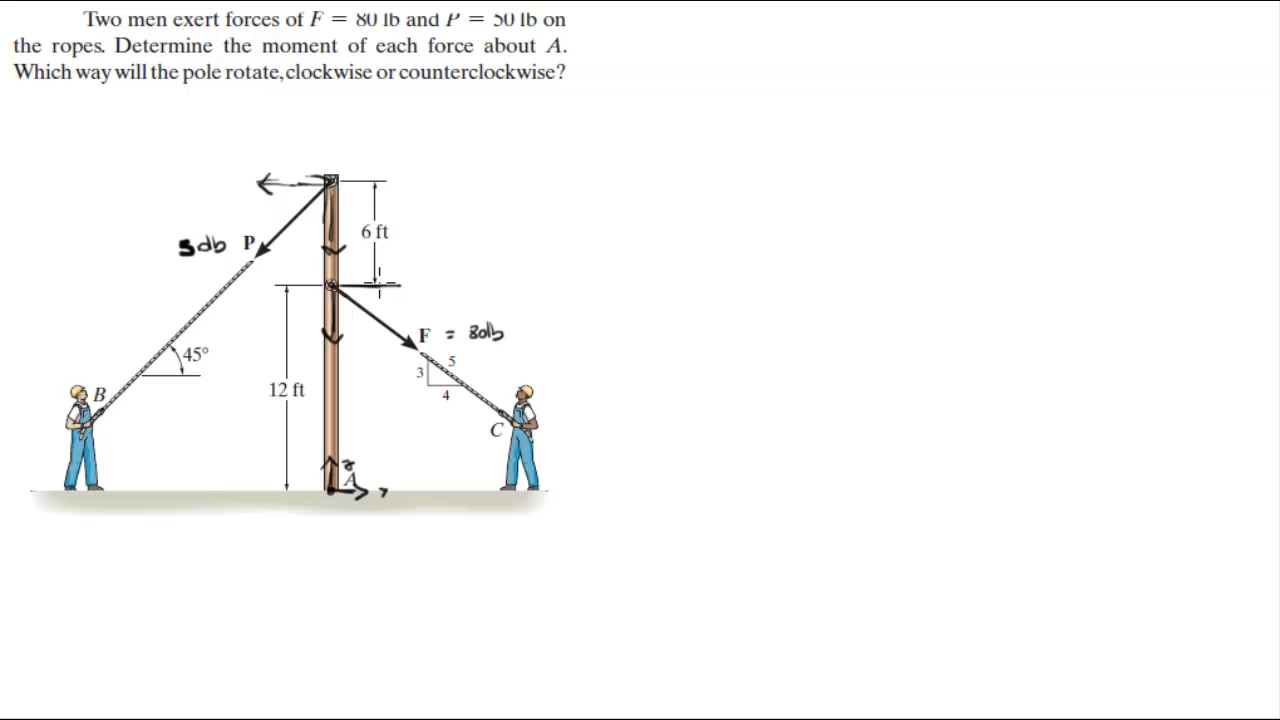 Two men exert forces of F = 80 lb and P = 50 lb on
the ropes. Determine the moment of each force about A.
Which way will the pole rotate, clockwise or counterclockwise?
6 ft
P
F = 80lb
45°
5
3
4
12 ft
B
C
A